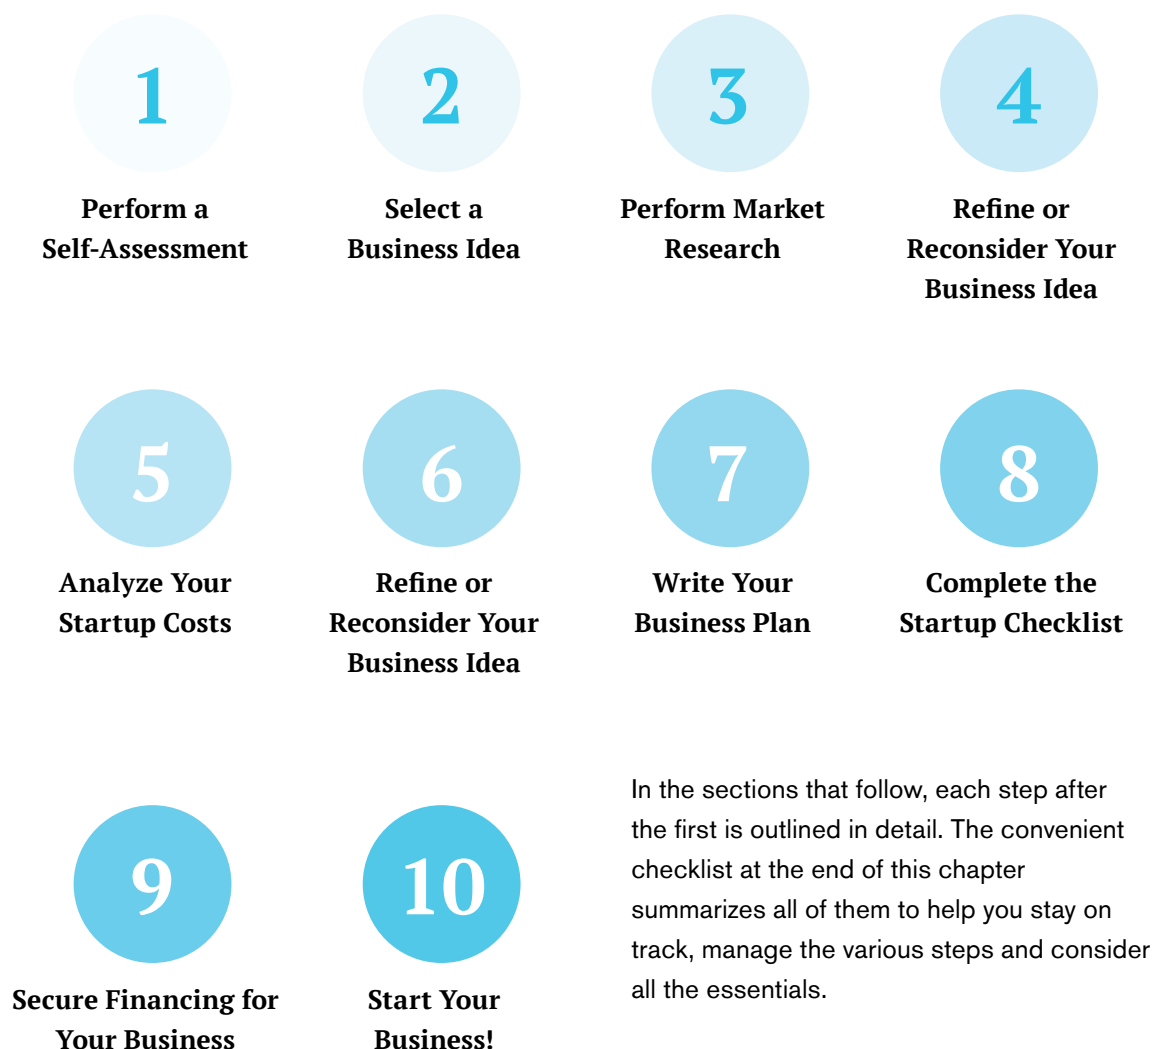 1
Perform a
Self-Assessment
2
Select a
Business Idea
3
Perform Market
Research
4
Refine or
Reconsider Your
Business Idea
5
Analyze Your
Startup Costs
6
Refine or
Reconsider Your
Business Idea
7
Write Your
Business Plan
8
Complete the
Startup Checklist
9
Secure Financing for
Your Business
10
Start Your
Business!
In the sections that follow, each step after
the first is outlined in detail. The convenient
checklist at the end of this chapter
summarizes all of them to help you stay on
track, manage the various steps and consider
all the essentials.